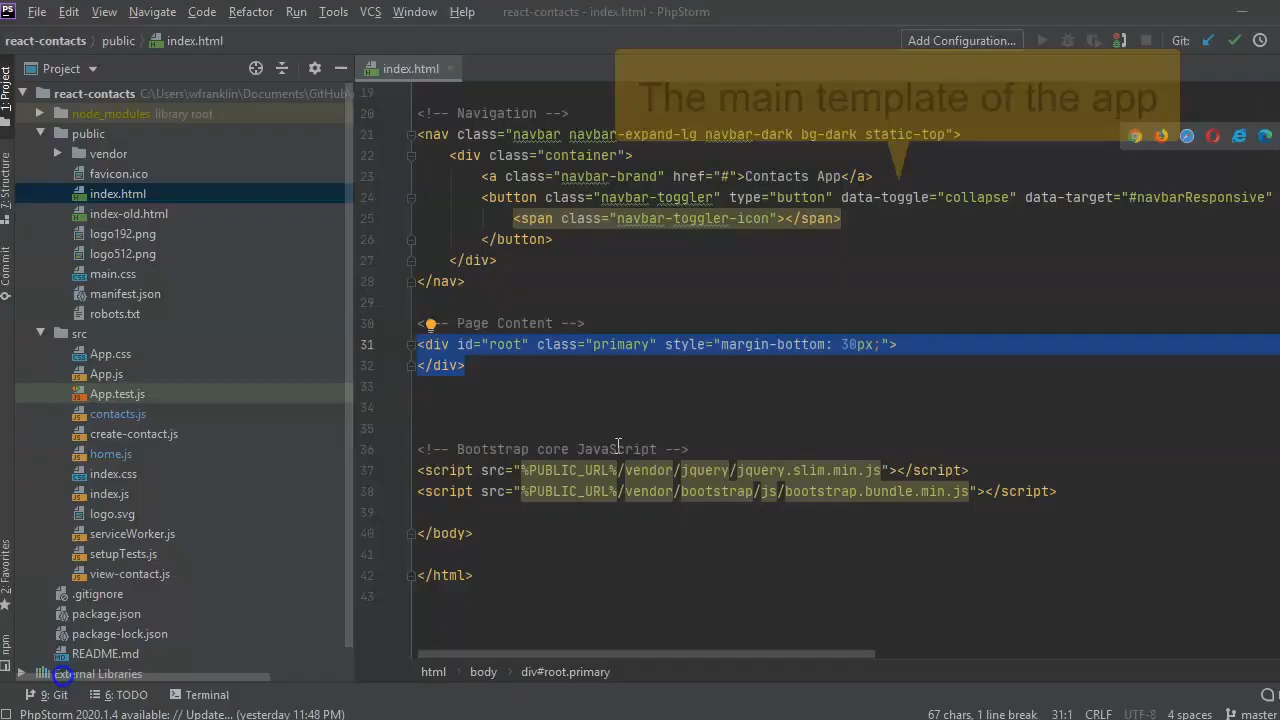 PS File Edit View Navigate Code Refactor Run Tools VCS Window Help react-contacts - index.html - PhpStorm
react-contacts public index.html Add Configuration... Git:
Project index.html
The main template of the app
1: Project
7: Structure
Commit
2: Favorites
npm
react-contacts C:\Users\wfranklin\Documents\GitHub\
node_modules library root
public
vendor
favicon.ico
index.html
index-old.html
logo192.png
logo512.png
main.css
manifest.json
robots.txt
src
App.css
App.js
App.test.js
contacts.js
create-contact.js
home.js
index.css
index.js
logo.svg
serviceWorker.js
setupTests.js
view-contact.js
.gitignore
package.json
package-lock.json
README.md
External Libraries
19
20 <!-- Navigation -->
21 <nav class="navbar navbar-expand-lg navbar-dark bg-dark static-top">
22 <div class="container">
23 <a class="navbar-brand" href="#">Contacts App</a>
24 <button class="navbar-toggler" type="button" data-toggle="collapse" data-target="#navbarResponsive"
25 <span class="navbar-toggler-icon"></span>
26 </button>
27 </div>
28 </nav>
29
30 <!-- Page Content -->
31 <div id="root" class="primary" style="margin-bottom: 30px;">
32 </div>
33
34
35
36 <!-- Bootstrap core JavaScript -->
37 <script src="%PUBLIC_URL%/vendor/jquery/jquery.slim.min.js"></script>
38 <script src="%PUBLIC_URL%/vendor/bootstrap/js/bootstrap.bundle.min.js"></script>
39
40 </body>
41
42 </html>
43
html body div#root.primary
9: Git 6: TODO Terminal
PhpStorm 2020.1.4 available: // Update... (yesterday 11:48 PM) 67 chars, 1 line break 31:1 CRLF UTF-8 4 spaces master